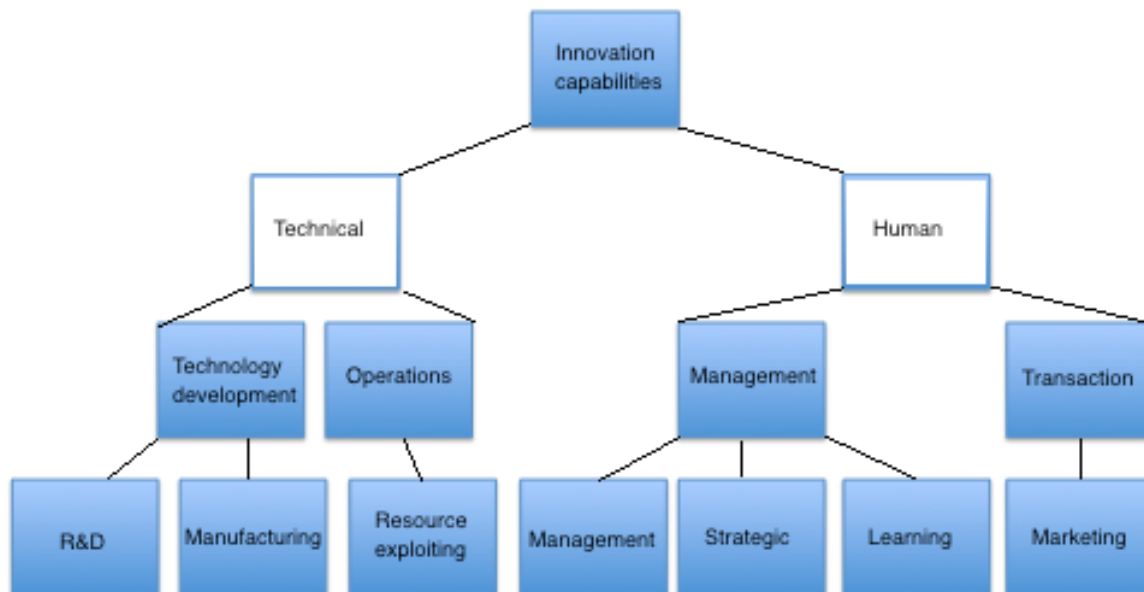 Innovation
capabilities
Technical
Human
Technology
development
Operations
Management
Transaction
R&D
Manufacturing
Resource
exploiting
Management
Strategic
Learning
Marketing